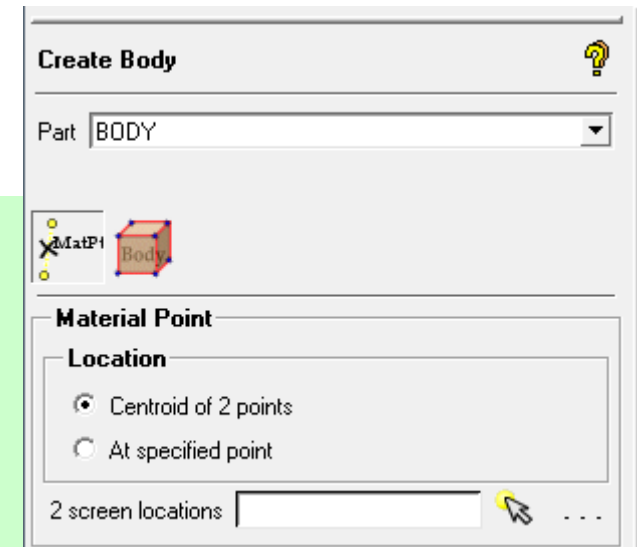 Create Body
Part BODY
MatPt Body
Material Point
Location
Centroid of 2 points
At specified point
2 screen locations
...